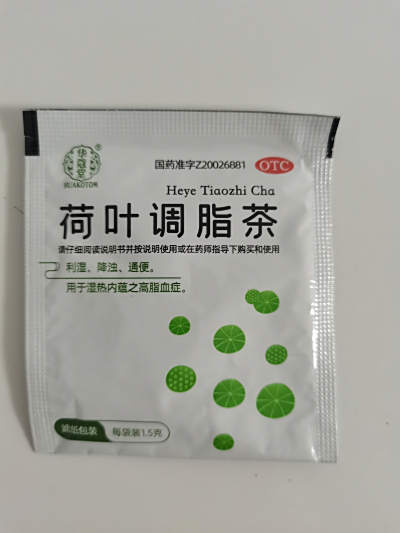 HUAKOTOM
国药准字Z20026881
OTC
Heye Tiaozhi Cha
荷叶调脂茶
请仔细阅读说明书并按说明使用或在药师指导下购买和使用
利湿、降浊、通便。
用于湿热内蕴之高脂血症。
滤纸包装
每袋装1.5克